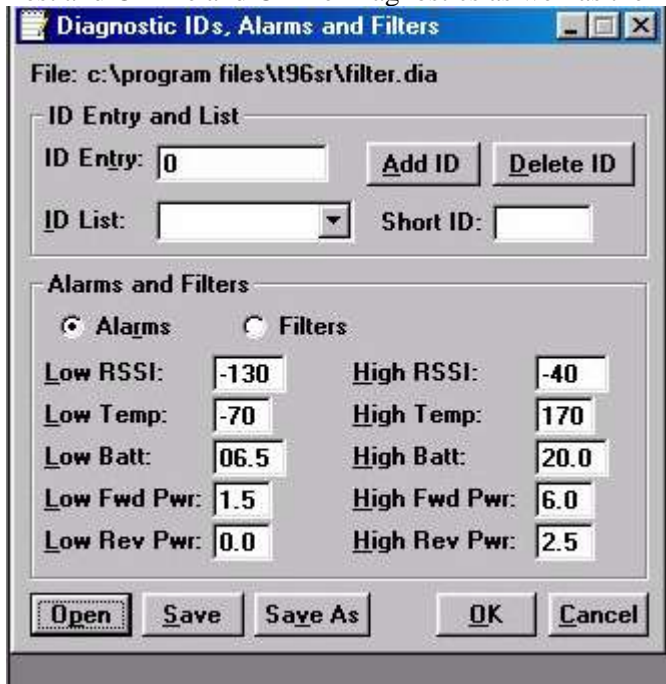 Diagnostic IDs, Alarms and Filters
File: c:\program files\t96sr\filter.dia
ID Entry and List
ID Entry: 0 Add ID Delete ID
ID List: Short ID:
Alarms and Filters
Alarms Filters
Low RSSI: -130 High RSSI: -40
Low Temp: -70 High Temp: 170
Low Batt: 06.5 High Batt: 20.0
Low Fwd Pwr: 1.5 High Fwd Pwr: 6.0
Low Rev Pwr: 0.0 High Rev Pwr: 2.5
Open Save Save As OK Cancel